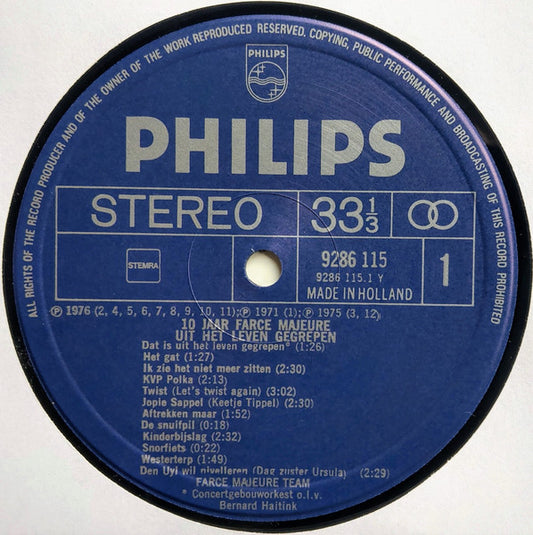 ALL RIGHTS OF THE RECORD PRODUCER AND OF THE OWNER OF THE WORK REPRODUCED RESERVED. COPYING, PUBLIC PERFORMANCE AND BROADCASTING OF THIS RECORD PROHIBITED
PHILIPS
PHILIPS
STEREO 33 1/3
STEMRA
9286 115
9286 115.1 Y
MADE IN HOLLAND
1
Ⓟ 1976 (2, 4, 5, 6, 7, 8, 9, 10, 11);Ⓟ 1971 (1);Ⓟ 1975 (3, 12)
10 JAAR FARCE MAJEURE
UIT HET LEVEN GEGREPEN
Dat is uit het leven gegrepen° (1:26)
Het gat (1:27)
Ik zie het niet meer zitten (2:30)
KVP Polka (2:13)
Twist (Let's twist again) (3:02)
Jopie Sappel (Keetje Tippel) (2:30)
Aftrekken maar (1:52)
De snuifpil (0:18)
Kinderbijslag (2:32)
Snorfiets (0:22)
Westerterp (1:49)
Den Uyl wil nivelleren (Dag zuster Ursula) (2:29)
FARCE MAJEURE TEAM
° Concertgebouworkest o.l.v.
Bernard Haitink